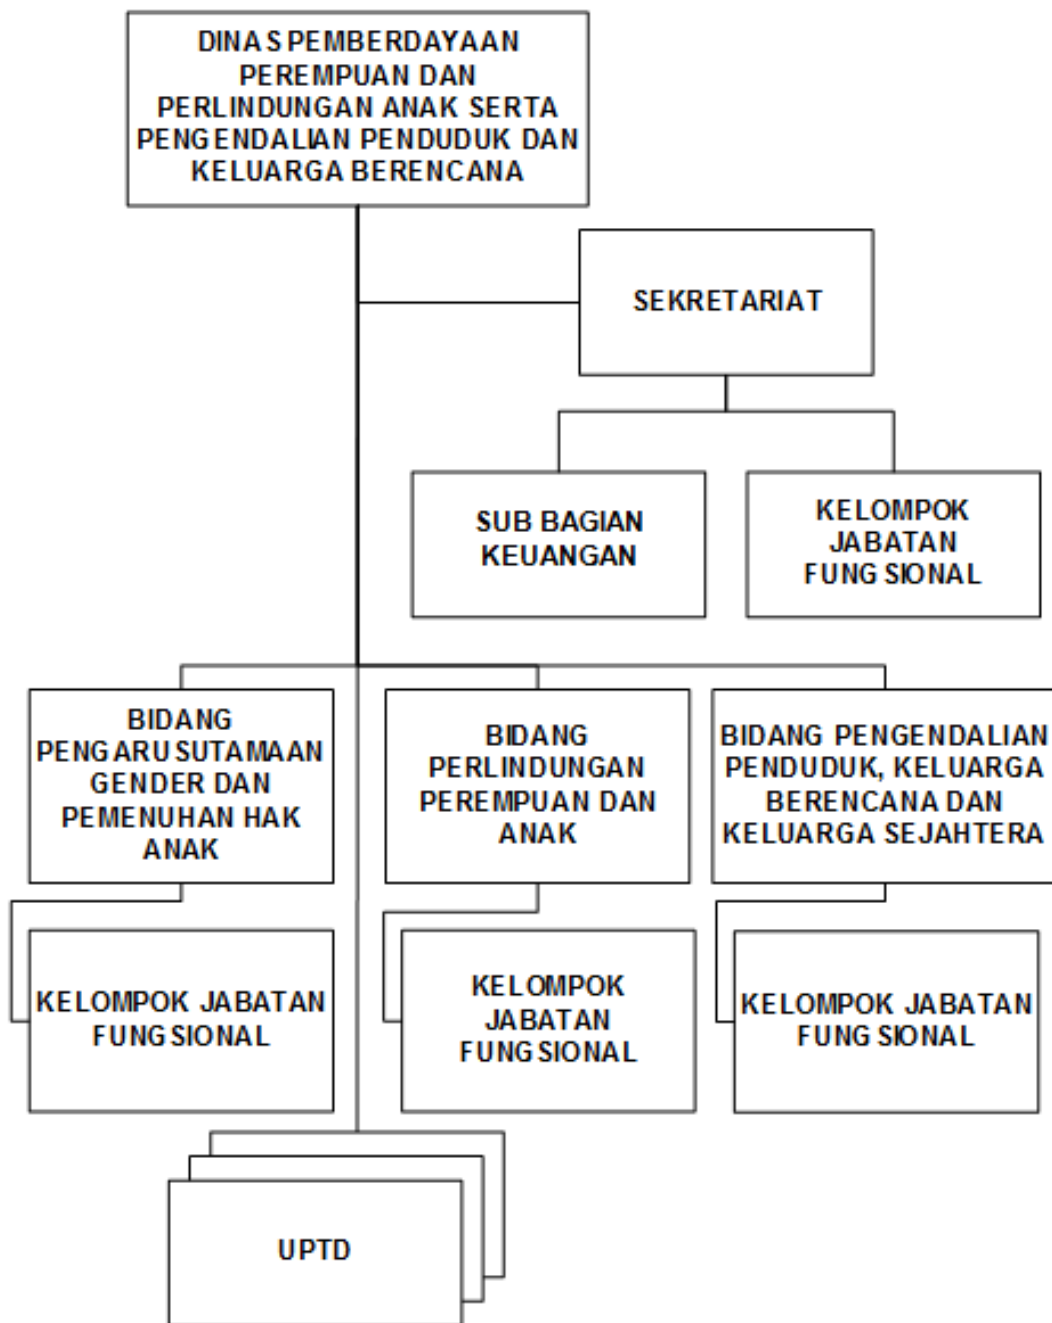 DINAS PEMBERDAYAAN
PEREMPUAN DAN
PERLINDUNGAN ANAK SERTA
PENGENDALIAN PENDUDUK DAN
KELUARGA BERENCANA
SEKRETARIAT
SUB BAGIAN
KEUANGAN
KELOMPOK
JABATAN
FUNGSIONAL
BIDANG
PENGARUSUTAMAAN
GENDER DAN
PEMENUHAN HAK
ANAK
BIDANG
PERLINDUNGAN
PEREMPUAN DAN
ANAK
BIDANG PENGENDALIAN
PENDUDUK, KELUARGA
BERENCANA DAN
KELUARGA SEJAHTERA
KELOMPOK JABATAN
FUNGSIONAL
KELOMPOK
JABATAN
FUNGSIONAL
KELOMPOK JABATAN
FUNGSIONAL
UPTD